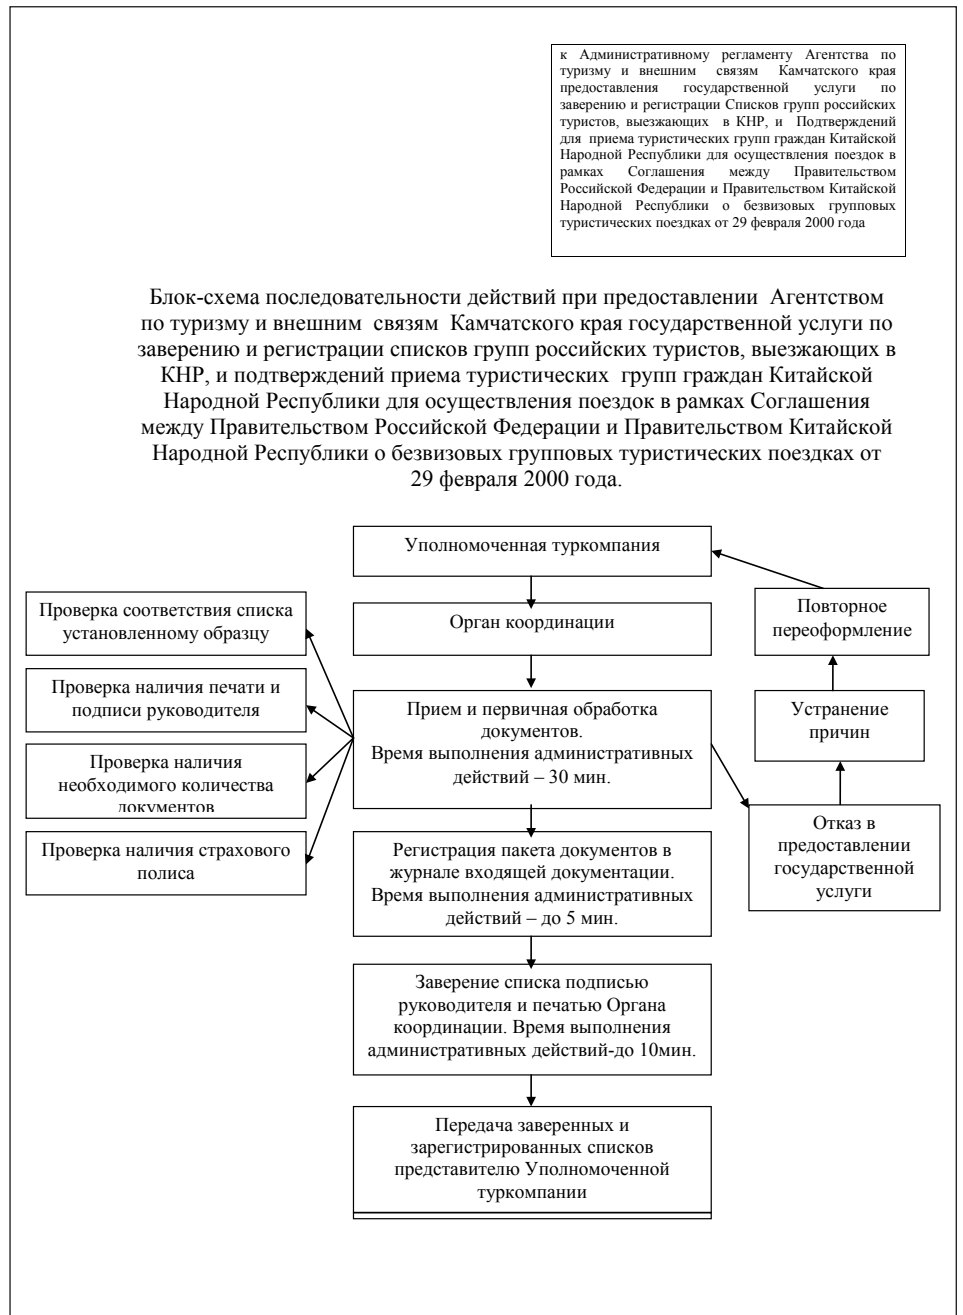 к Административному регламенту Агентства по
туризму и внешним связям Камчатского края
предоставления государственной услуги по
заверению и регистрации Списков групп российских
туристов, выезжающих в КНР, и Подтверждений
для приема туристических групп граждан Китайской
Народной Республики для осуществления поездок в
рамках Соглашения между Правительством
Российской Федерации и Правительством Китайской
Народной Республики о безвизовых групповых
туристических поездках от 29 февраля 2000 года
Блок-схема последовательности действий при предоставлении Агентством
по туризму и внешним связям Камчатского края государственной услуги по
заверению и регистрации списков групп российских туристов, выезжающих в
КНР, и подтверждений приема туристических групп граждан Китайской
Народной Республики для осуществления поездок в рамках Соглашения
между Правительством Российской Федерации и Правительством Китайской
Народной Республики о безвизовых групповых туристических поездках от
29 февраля 2000 года.
Уполномоченная туркомпания
Орган координации
Проверка соответствия списка
установленному образцу
Проверка наличия печати и
подписи руководителя
Проверка наличия
необходимого количества
документов
Проверка наличия страхового
полиса
Прием и первичная обработка
документов.
Время выполнения административных
действий – 30 мин.
Повторное
переоформление
Устранение
причин
Отказ в
предоставлении
государственной
услуги
Регистрация пакета документов в
журнале входящей документации.
Время выполнения административных
действий – до 5 мин.
Заверение списка подписью
руководителя и печатью Органа
координации. Время выполнения
административных действий-до 10мин.
Передача заверенных и
зарегистрированных списков
представителю Уполномоченной
туркомпании